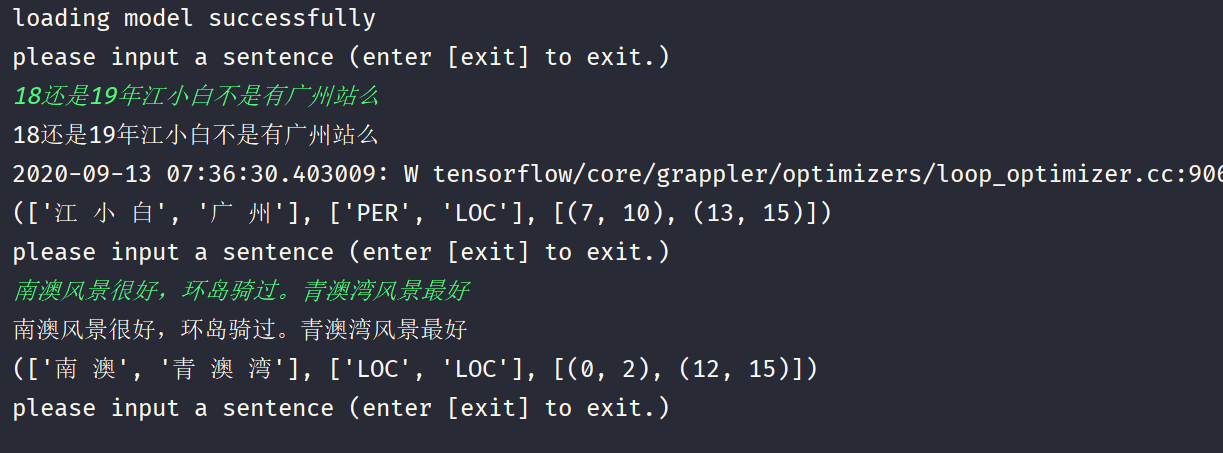 loading model successfully
please input a sentence (enter [exit] to exit.)
18还是19年江小白不是有广州站么
18还是19年江小白不是有广州站么
2020-09-13 07:36:30.403009: W tensorflow/core/grappler/optimizers/loop_optimizer.cc:906
(['江 小 白', '广 州'], ['PER', 'LOC'], [(7, 10), (13, 15)])
please input a sentence (enter [exit] to exit.)
南澳风景很好，环岛骑过。青澳湾风景最好
南澳风景很好，环岛骑过。青澳湾风景最好
(['南 澳', '青 澳 湾'], ['LOC', 'LOC'], [(0, 2), (12, 15)])
please input a sentence (enter [exit] to exit.)